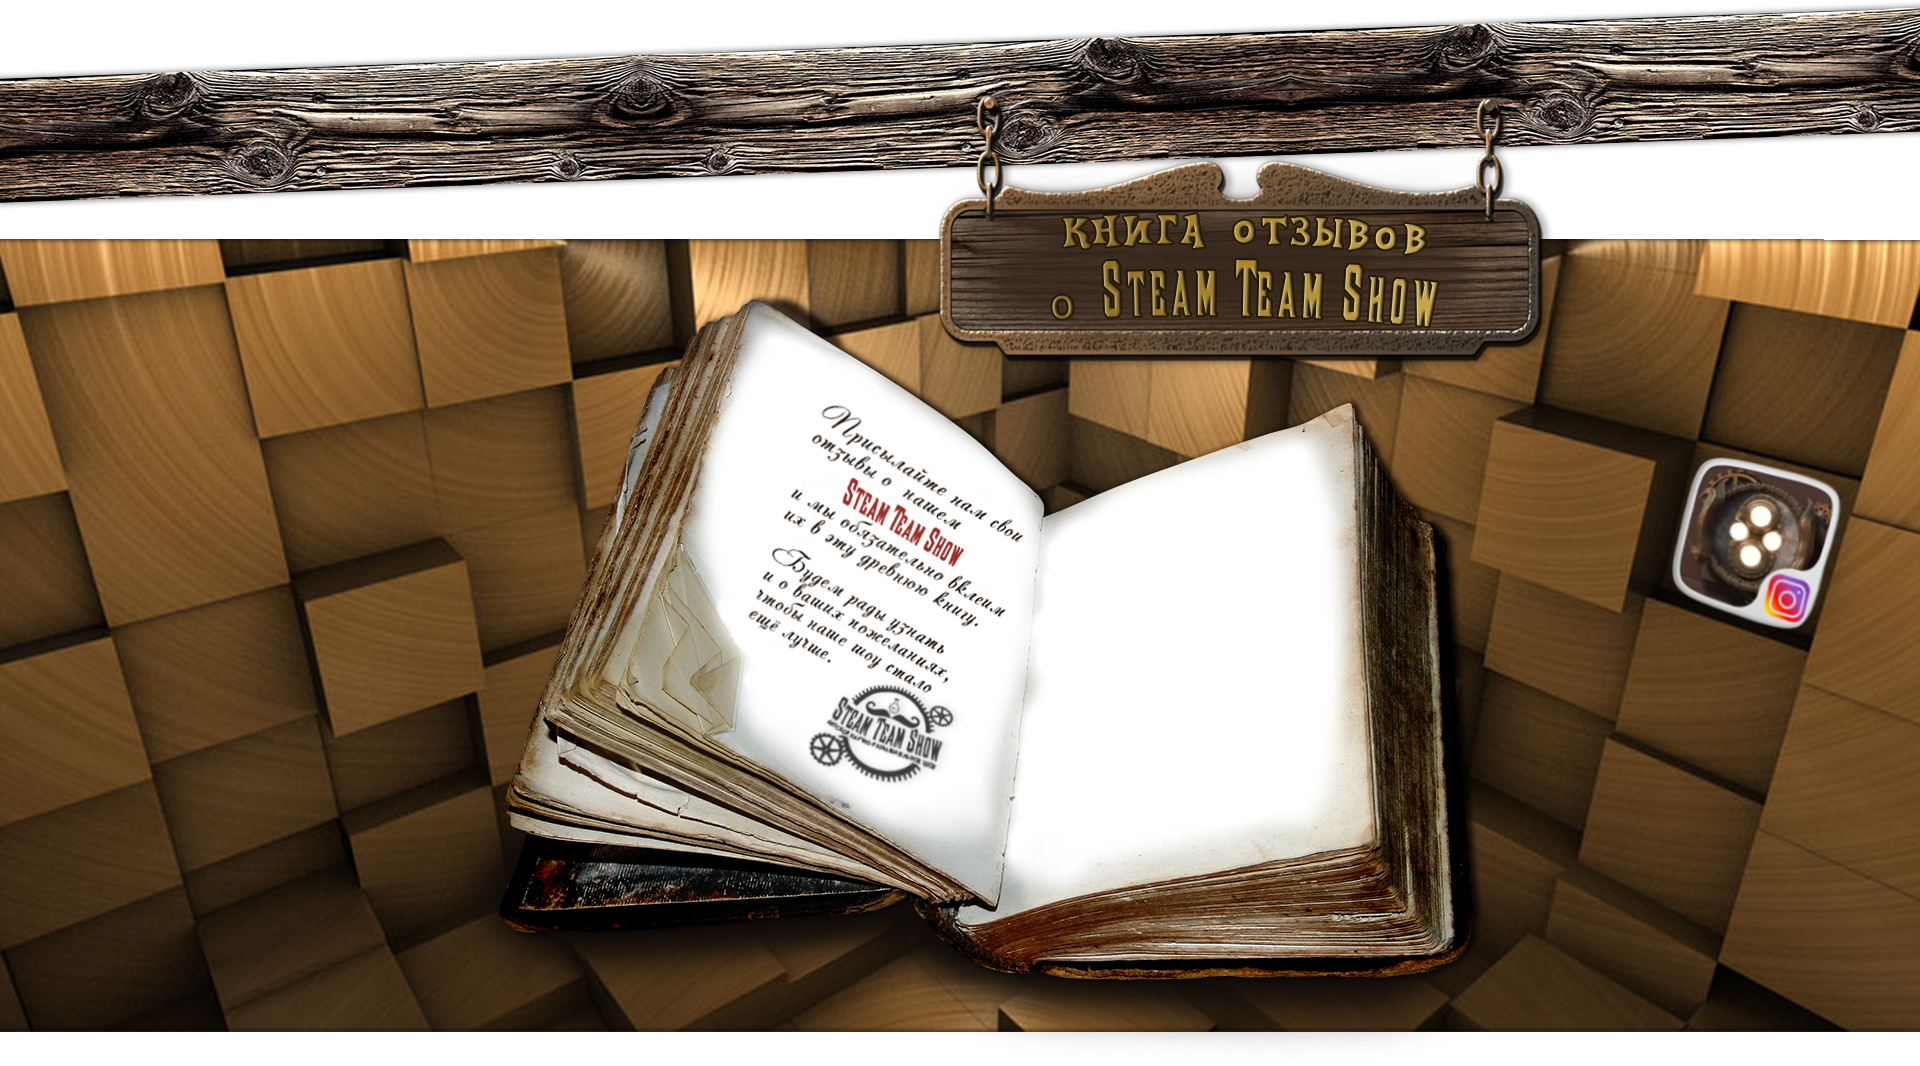 КНИГА ОТЗЫВОВ
о STEAM TEAM SHOW
Присылайте нам свои
отзывы о нашем
STEAM TEAM SHOW
и мы обязательно вклеим
их в эту древнюю книгу.
Будем рады узнать
и о ваших пожеланиях,
чтобы наше шоу стало
ещё лучше.
STEAM TEAM SHOW